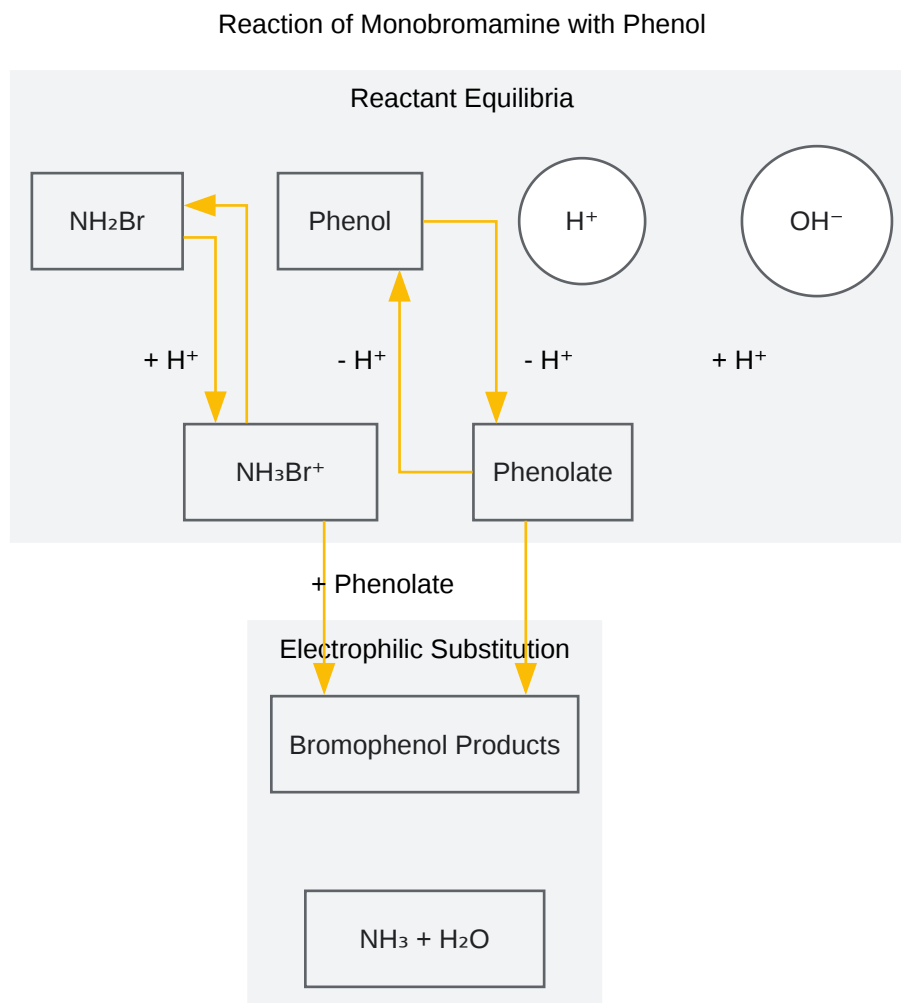 Reaction of Monobromamine with Phenol
Reactant Equilibria
NH₂Br
Phenol
H⁺
OH⁻
+ H⁺
- H⁺
- H⁺
+ H⁺
NH₃Br⁺
Phenolate
+ Phenolate
Electrophilic Substitution
Bromophenol Products
NH₃ + H₂O